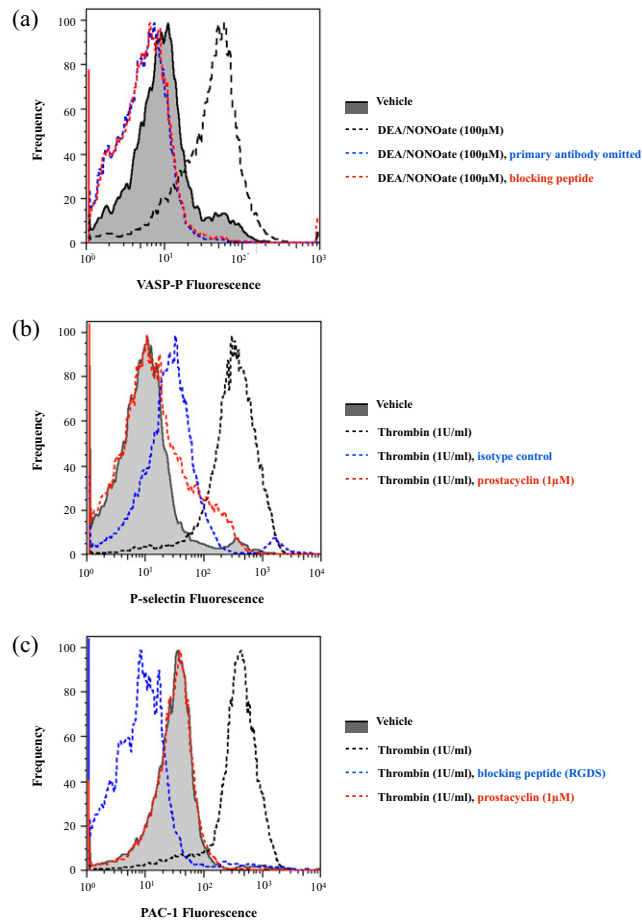 (a)
100
80
60
40
20
0
Frequency
10⁰ 10¹ 10² 10³
VASP-P Fluorescence
Vehicle
DEA/NONOate (100µM)
DEA/NONOate (100µM), primary antibody omitted
DEA/NONOate (100µM), blocking peptide
(b)
100
80
60
40
20
0
Frequency
10⁰ 10¹ 10² 10³ 10⁴
P-selectin Fluorescence
Vehicle
Thrombin (1U/ml)
Thrombin (1U/ml), isotype control
Thrombin (1U/ml), prostacyclin (1µM)
(c)
100
80
60
40
20
0
Frequency
10⁰ 10¹ 10² 10³ 10⁴
PAC-1 Fluorescence
Vehicle
Thrombin (1U/ml)
Thrombin (1U/ml), blocking peptide (RGDS)
Thrombin (1U/ml), prostacyclin (1µM)